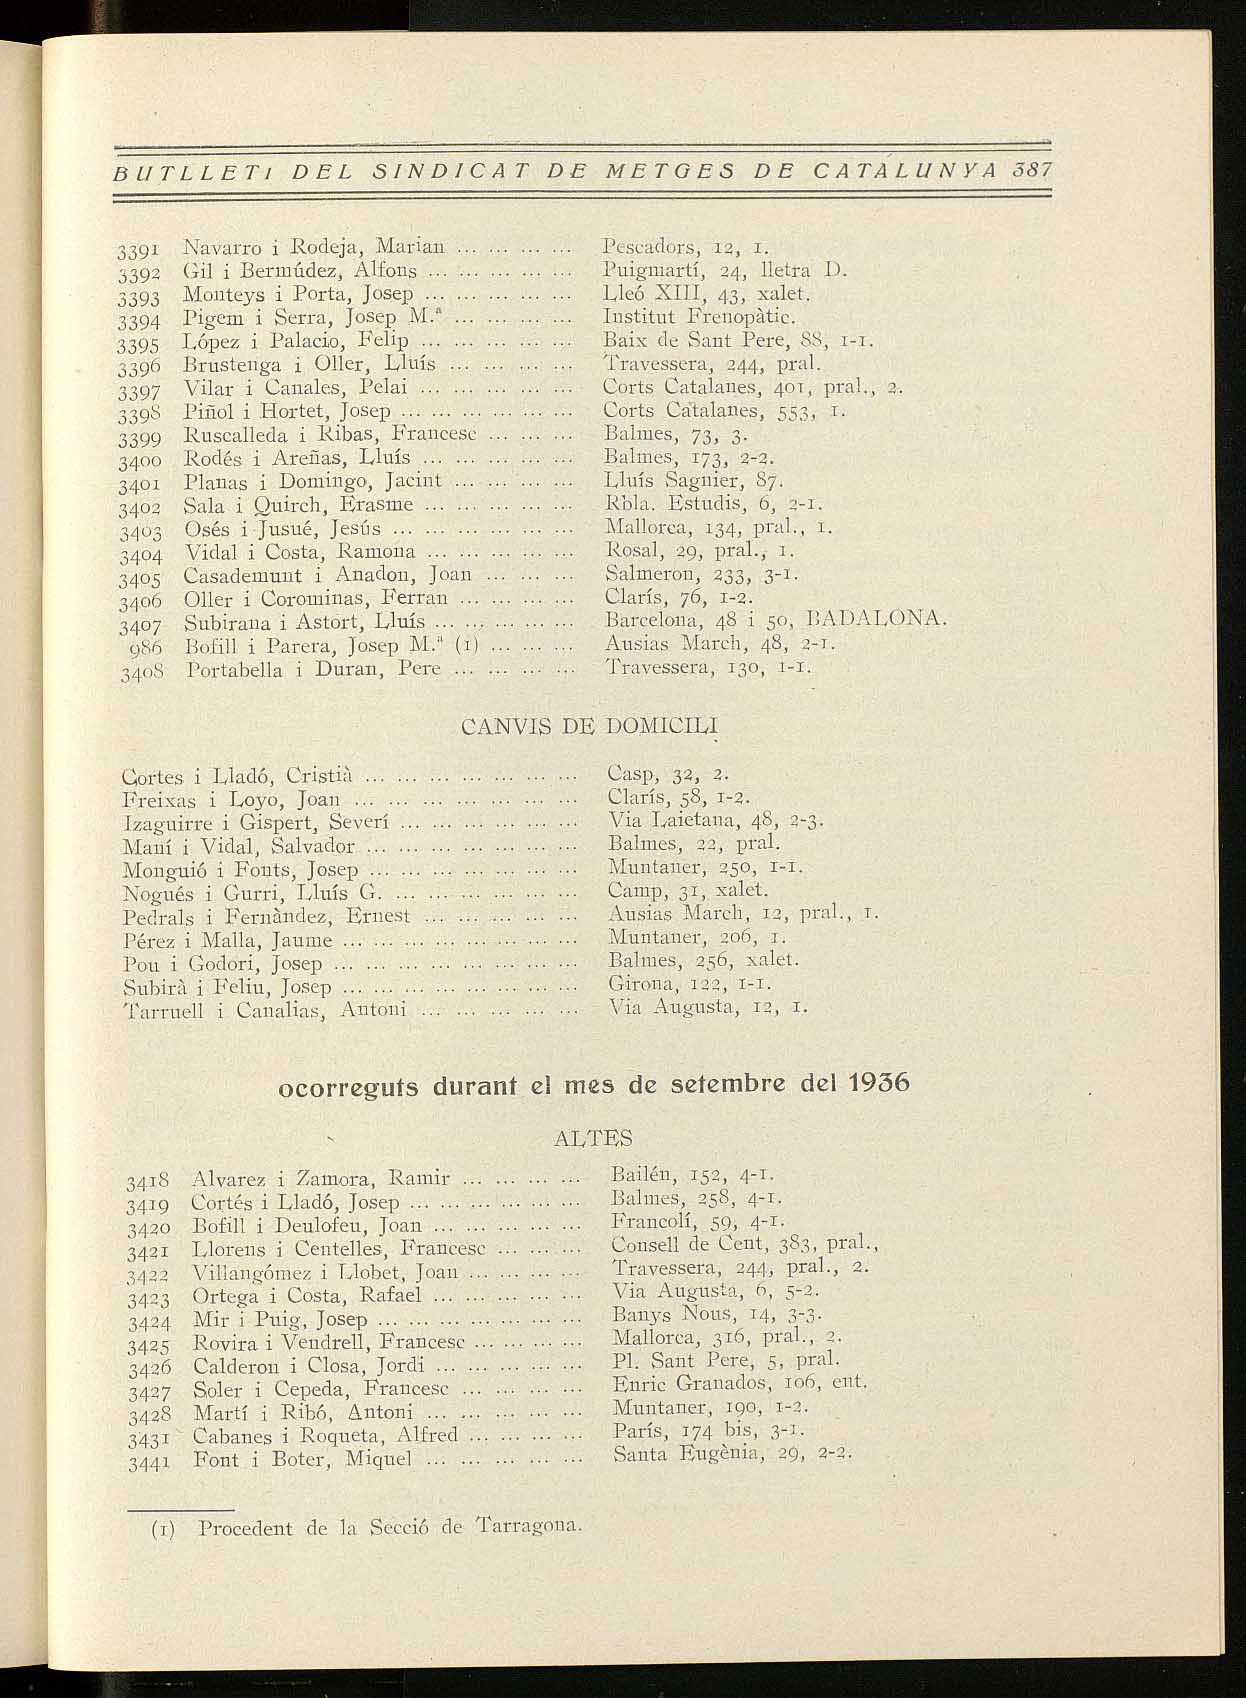 BUTLLETI DEL SINDICAT DE METGES DE CATALUNYA 387
3391 Navarro i Rodeja, Marian ... ... ... ... Pescadors, 12, 1.
3392 Gil i Bermúdez, Alfons ... ... ... ... ... Puigmartí, 24, lletra D.
3393 Monteys i Porta, Josep ... ... ... ... ... Lleó XIII, 43, xalet.
3394 Pigem i Serra, Josep M.ª ... ... ... ... Institut Frenopàtic.
3395 López i Palacio, Felip ... ... ... ... ... Baix de Sant Pere, 88, 1-1.
3396 Brustenga i Oller, Lluís ... ... ... ... Travessera, 244, pral.
3397 Vilar i Canales, Pelai ... ... ... ... ... Corts Catalanes, 401, pral., 2.
3398 Piñol i Hortet, Josep ... ... ... ... ... ... Corts Catalanes, 553, 1.
3399 Ruscalleda i Ribas, Francesc ... ... ... Balmes, 73, 3.
3400 Rodés i Areñas, Lluís ... ... ... ... ... Balmes, 173, 2-2.
3401 Planas i Domingo, Jacint ... ... ... ... Lluís Sagnier, 87.
3402 Sala i Quirch, Erasme ... ... ... ... ... Rbla. Estudis, 6, 2-1.
3403 Osés i Jusué, Jesús ... ... ... ... ... ... Mallorca, 134, pral., 1.
3404 Vidal i Costa, Ramona ... ... ... ... ... Rosal, 29, pral., 1.
3405 Casademunt i Anadon, Joan ... ... ... Salmeron, 233, 3-1.
3406 Oller i Corominas, Ferran ... ... ... ... Clarís, 76, 1-2.
3407 Subirana i Astort, Lluís ... ... ... ... ... Barcelona, 48 i 50, BADALONA.
986 Bofill i Parera, Josep M.ª (1) ... ... ... Ausias March, 48, 2-1.
3408 Portabella i Duran, Pere ... ... ... ... Travessera, 130, 1-1.
CANVIS DE DOMICILI
Cortes i Lladó, Cristià ... ... ... ... ... ... ... Casp, 32, 2.
Freixas i Loyo, Joan ... ... ... ... ... ... ... Clarís, 58, 1-2.
Izaguirre i Gispert, Severí ... ... ... ... ... ... Via Laietana, 48, 2-3.
Maní i Vidal, Salvador ... ... ... ... ... ... ... Balmes, 22, pral.
Monguió i Fonts, Josep ... ... ... ... ... ... ... Muntaner, 250, 1-1.
Nogués i Gurri, Lluís G. ... ... ... ... ... ... Camp, 31, xalet.
Pedrals i Fernàndez, Ernest ... ... ... ... ... Ausias March, 12, pral., 1.
Pérez i Malla, Jaume ... ... ... ... ... ... ... ... Muntaner, 206, 1.
Pou i Godori, Josep ... ... ... ... ... ... ... ... Balmes, 256, xalet.
Subirà i Feliu, Josep ... ... ... ... ... ... ... ... Girona, 122, 1-1.
Tarruell i Canalias, Antoni ... ... ... ... ... Via Augusta, 12, 1.
ocorreguts durant el mes de setembre del 1936
ALTES
3418 Alvarez i Zamora, Ramir ... ... ... ... Bailén, 152, 4-1.
3419 Cortés i Lladó, Josep ... ... ... ... ... ... Balmes, 258, 4-1.
3420 Bofill i Deulofeu, Joan ... ... ... ... ... Francolí, 59, 4-1.
3421 Llorens i Centelles, Francesc ... ... ... Consell de Cent, 383, pral.,
3422 Villangómez i Llobet, Joan ... ... ... ... Travessera, 244, pral., 2.
3423 Ortega i Costa, Rafael ... ... ... ... ... Via Augusta, 6, 5-2.
3424 Mir i Puig, Josep ... ... ... ... ... ... ... Banys Nous, 14, 3-3.
3425 Rovira i Vendrell, Francesc ... ... ... ... Mallorca, 316, pral., 2.
3426 Calderon i Closa, Jordi ... ... ... ... ... Pl. Sant Pere, 5, pral.
3427 Soler i Cepeda, Francesc ... ... ... ... Enric Granados, 106, ent.
3428 Martí i Ribó, Antoni ... ... ... ... ... Muntaner, 190, 1-2.
3431 Cabanes i Roqueta, Alfred ... ... ... ... París, 174 bis, 3-1.
3441 Font i Boter, Miquel ... ... ... ... ... Santa Eugènia, 29, 2-2.
(1) Procedent de la Secció de Tarragona.